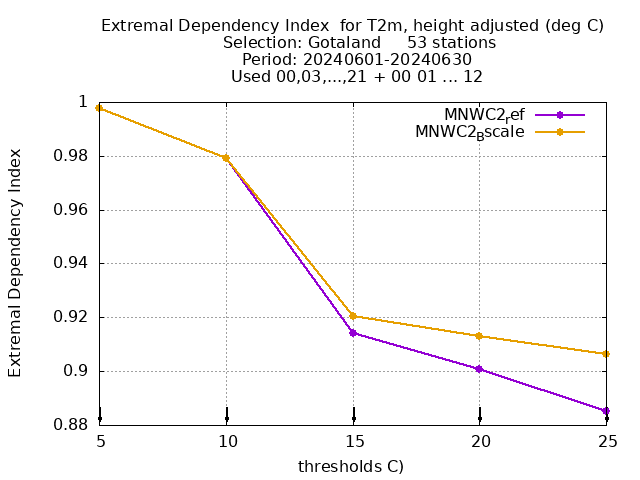 Extremal Dependency Index  for T2m, height adjusted (deg C)
Selection: Gotaland     53 stations
Period: 20240601-20240630
Used 00,03,...,21 + 00 01 ... 12
MNWC2ref
MNWC2Bscale
1
0.98
0.96
0.94
0.92
0.9
0.88
Extremal Dependency Index
5 10 15 20 25
thresholds C)